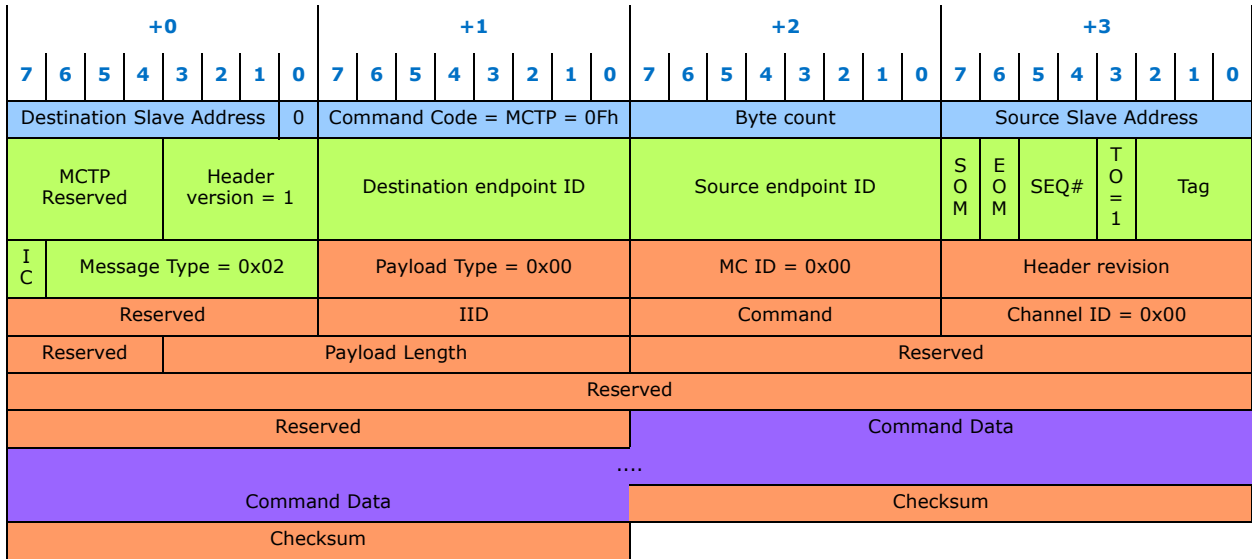 +0 +1 +2 +3
7 6 5 4 3 2 1 0 7 6 5 4 3 2 1 0 7 6 5 4 3 2 1 0 7 6 5 4 3 2 1 0
Destination Slave Address 0 Command Code = MCTP = 0Fh Byte count Source Slave Address
MCTP
Reserved
Header
version = 1
Destination endpoint ID
Source endpoint ID
S
O
M
E
O
M
SEQ#
T
O
=
1
Tag
I
C
Message Type = 0x02 Payload Type = 0x00 MC ID = 0x00 Header revision
Reserved IID Command Channel ID = 0x00
Reserved Payload Length Reserved
Reserved
Reserved Command Data
....
Command Data Checksum
Checksum